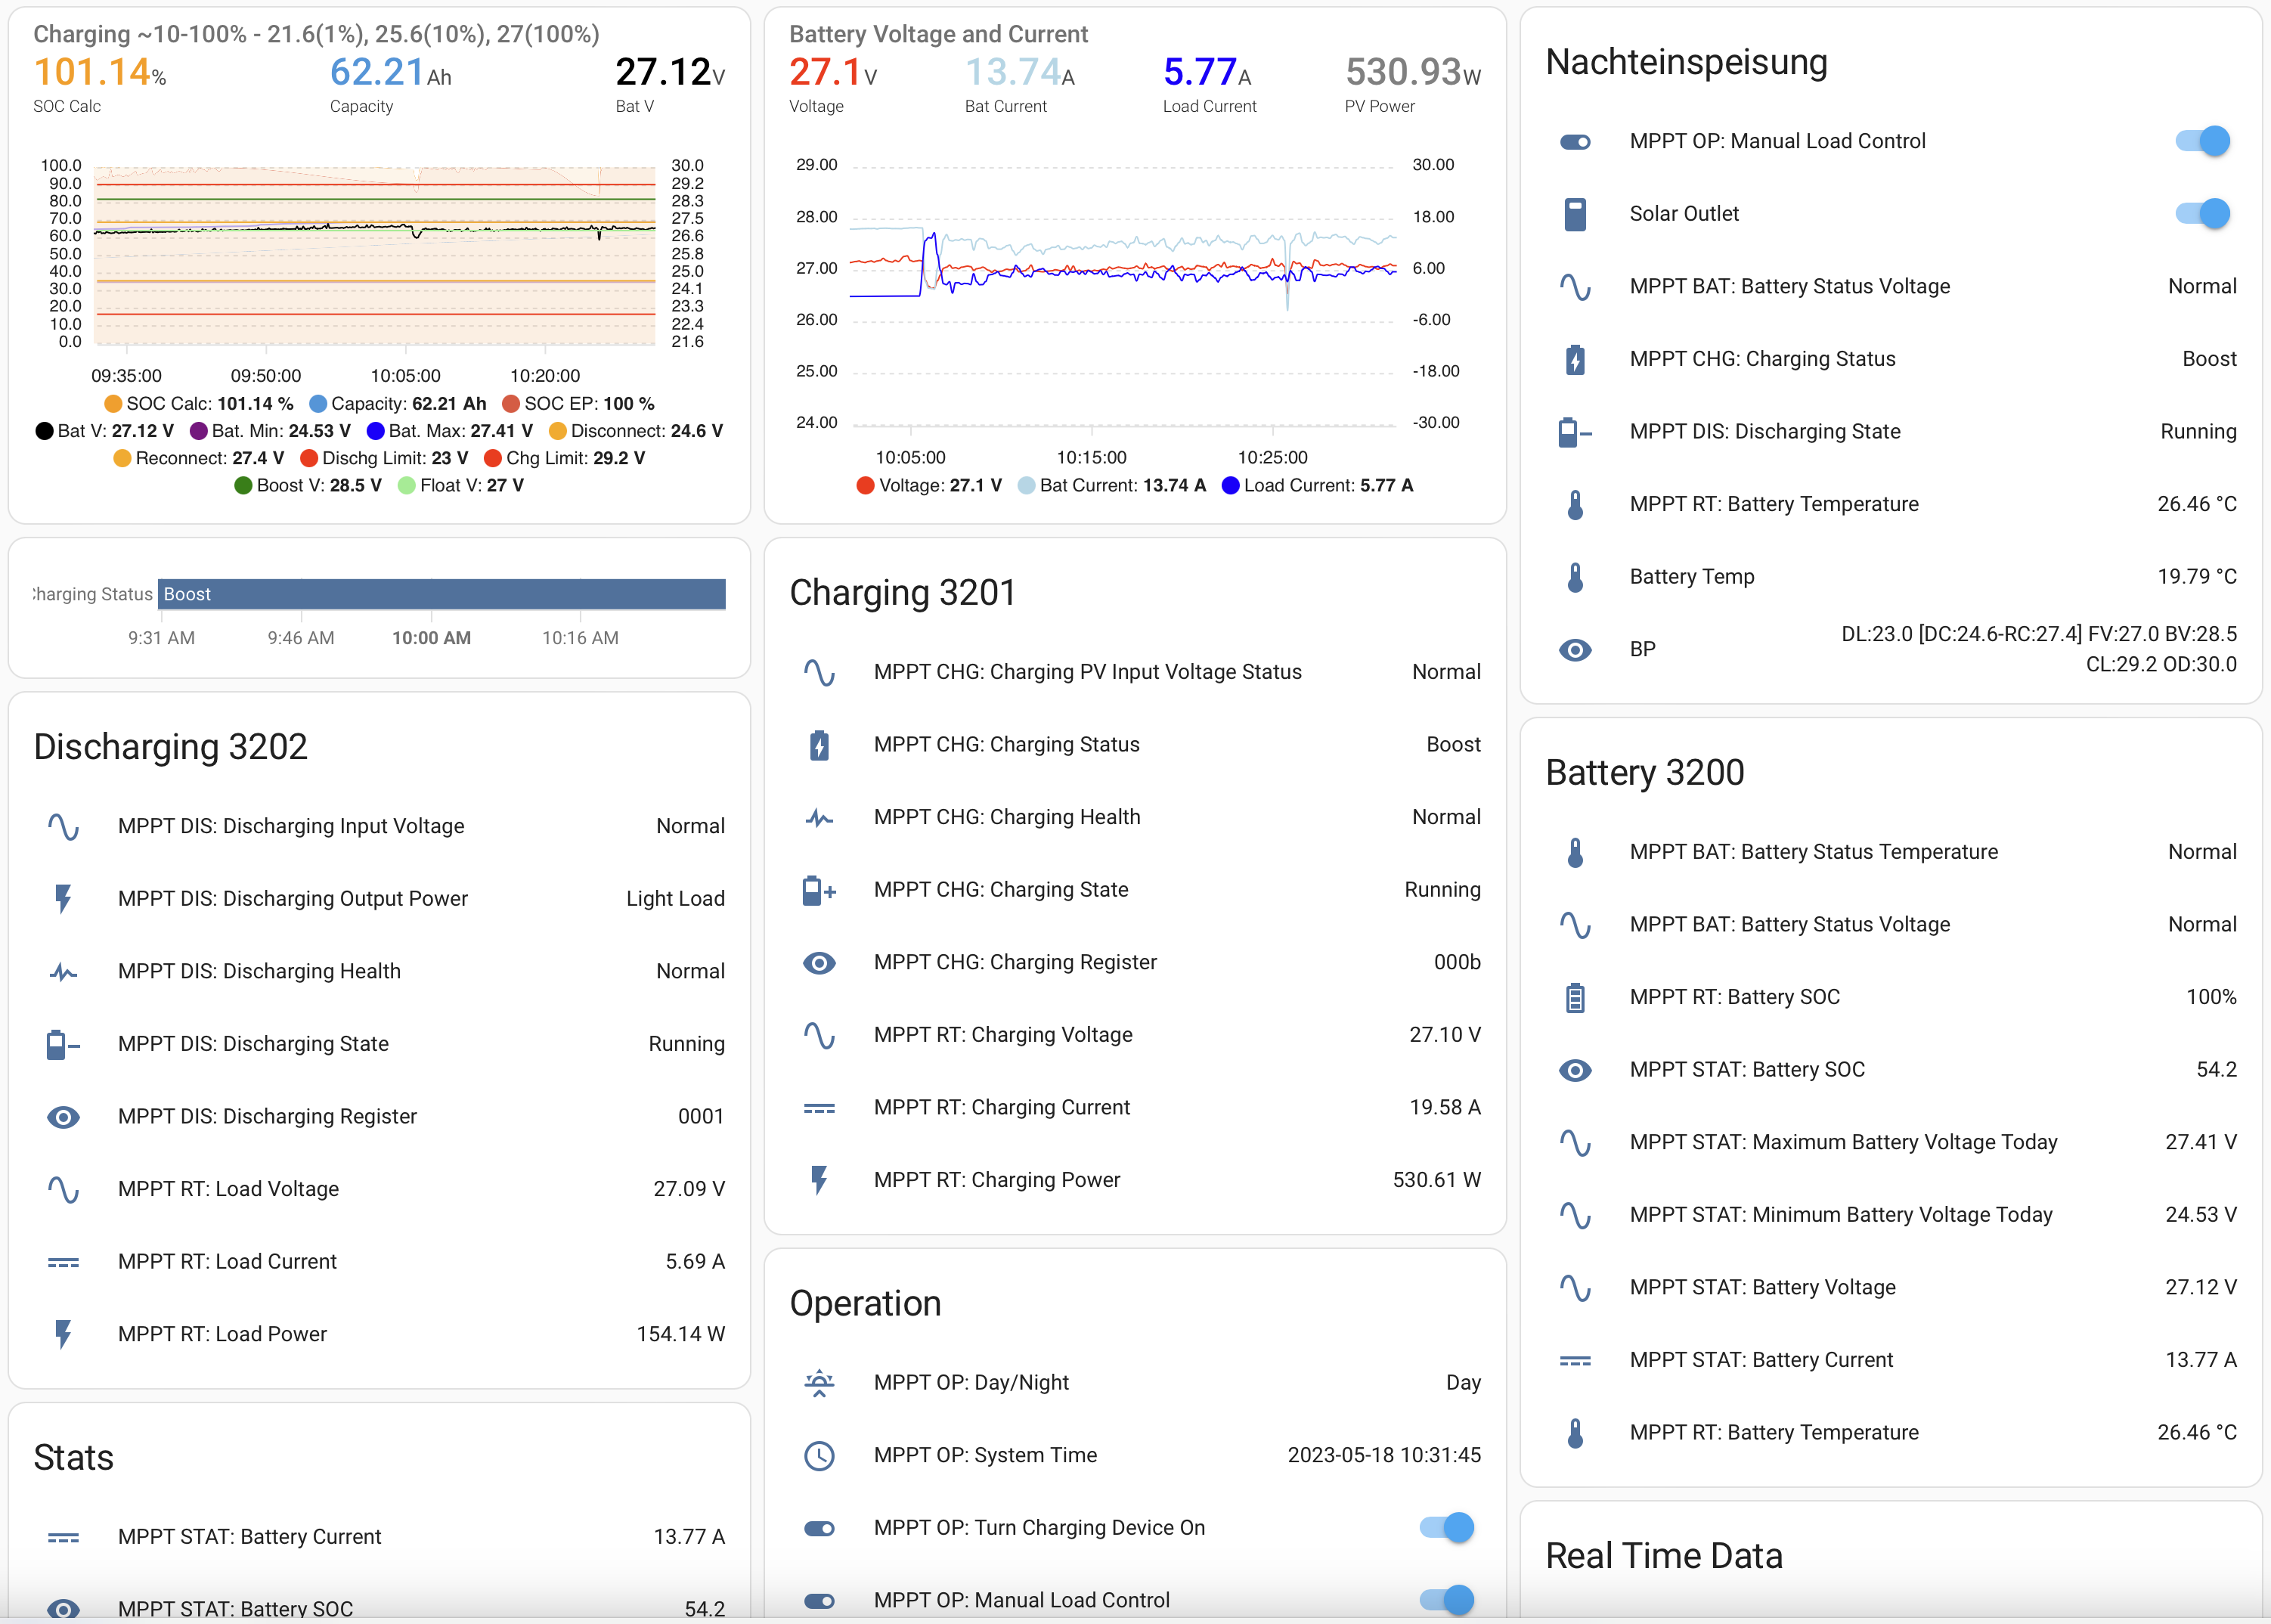 Charging ~10-100% - 21.6(1%), 25.6(10%), 27(100%)
101.14%
62.21Ah
27.12V
SOC Calc
Capacity
Bat V
100.0
90.0
80.0
70.0
60.0
50.0
40.0
30.0
20.0
10.0
0.0
30.0
29.2
28.3
27.5
26.6
25.8
25.0
24.1
23.3
22.4
21.6
09:35:00
09:50:00
10:05:00
10:20:00
SOC Calc: 101.14 % Capacity: 62.21 Ah SOC EP: 100 %
Bat V: 27.12 V Bat. Min: 24.53 V Bat. Max: 27.41 V Disconnect: 24.6 V
Reconnect: 27.4 V Dischg Limit: 23 V Chg Limit: 29.2 V
Boost V: 28.5 V Float V: 27 V
Charging Status
Boost
9:31 AM
9:46 AM
10:00 AM
10:16 AM
Discharging 3202
MPPT DIS: Discharging Input Voltage Normal
MPPT DIS: Discharging Output Power Light Load
MPPT DIS: Discharging Health Normal
MPPT DIS: Discharging State Running
MPPT DIS: Discharging Register 0001
MPPT RT: Load Voltage 27.09 V
MPPT RT: Load Current 5.69 A
MPPT RT: Load Power 154.14 W
Stats
MPPT STAT: Battery Current 13.77 A
MPPT STAT: Battery SOC 54.2
Battery Voltage and Current
27.1V
13.74A
5.77A
530.93W
Voltage
Bat Current
Load Current
PV Power
29.00
28.00
27.00
26.00
25.00
24.00
30.00
18.00
6.00
-6.00
-18.00
-30.00
10:05:00
10:15:00
10:25:00
Voltage: 27.1 V Bat Current: 13.74 A Load Current: 5.77 A
Charging 3201
MPPT CHG: Charging PV Input Voltage Status Normal
MPPT CHG: Charging Status Boost
MPPT CHG: Charging Health Normal
MPPT CHG: Charging State Running
MPPT CHG: Charging Register 000b
MPPT RT: Charging Voltage 27.10 V
MPPT RT: Charging Current 19.58 A
MPPT RT: Charging Power 530.61 W
Operation
MPPT OP: Day/Night Day
MPPT OP: System Time 2023-05-18 10:31:45
MPPT OP: Turn Charging Device On
MPPT OP: Manual Load Control
Nachteinspeisung
MPPT OP: Manual Load Control
Solar Outlet
MPPT BAT: Battery Status Voltage Normal
MPPT CHG: Charging Status Boost
MPPT DIS: Discharging State Running
MPPT RT: Battery Temperature 26.46 °C
Battery Temp 19.79 °C
BP DL:23.0 [DC:24.6-RC:27.4] FV:27.0 BV:28.5
CL:29.2 OD:30.0
Battery 3200
MPPT BAT: Battery Status Temperature Normal
MPPT BAT: Battery Status Voltage Normal
MPPT RT: Battery SOC 100%
MPPT STAT: Battery SOC 54.2
MPPT STAT: Maximum Battery Voltage Today 27.41 V
MPPT STAT: Minimum Battery Voltage Today 24.53 V
MPPT STAT: Battery Voltage 27.12 V
MPPT STAT: Battery Current 13.77 A
MPPT RT: Battery Temperature 26.46 °C
Real Time Data